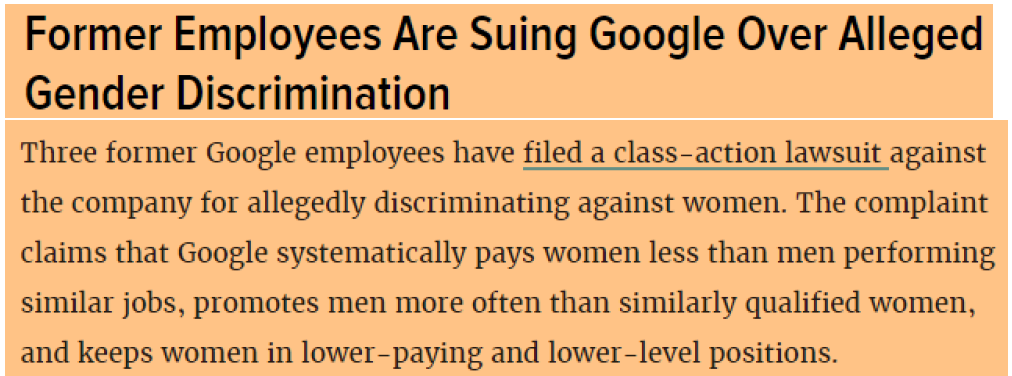 Former Employees Are Suing Google Over Alleged
Gender Discrimination
Three former Google employees have filed a class-action lawsuit against
the company for allegedly discriminating against women. The complaint
claims that Google systematically pays women less than men performing
similar jobs, promotes men more often than similarly qualified women,
and keeps women in lower-paying and lower-level positions.